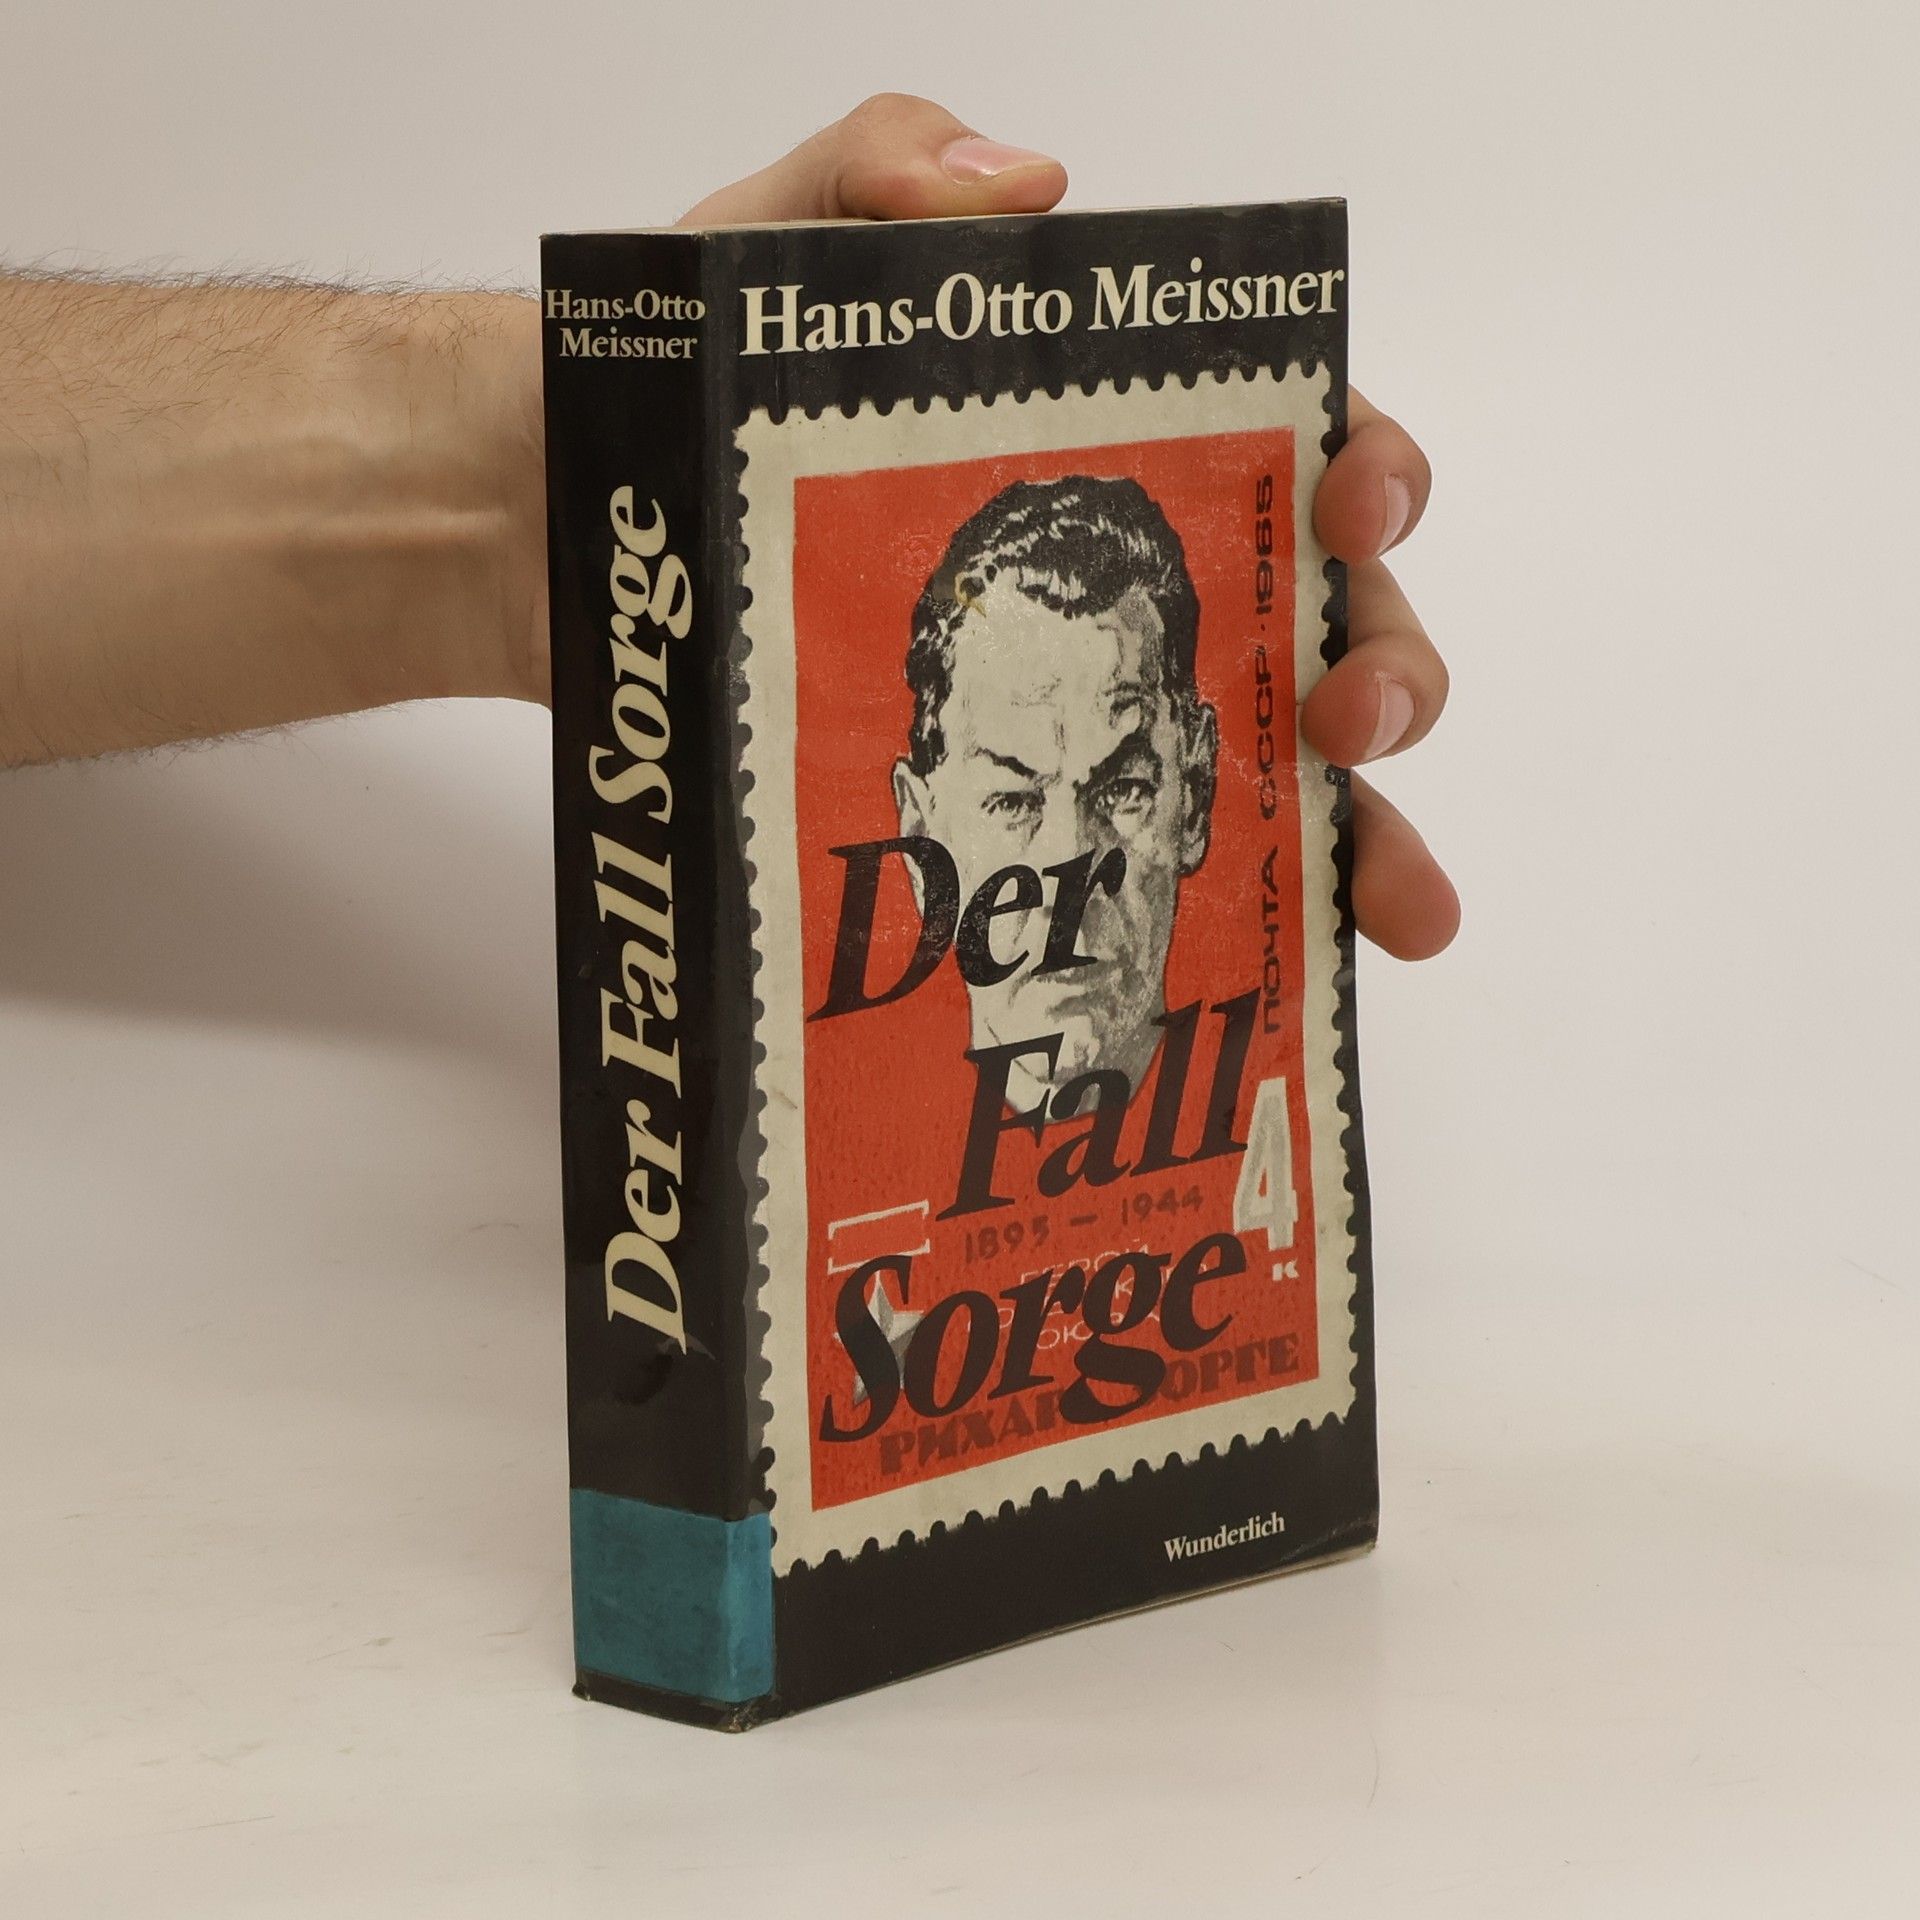 Hans-Otto
Meissner
Der Fall Sorge
Hans-Otto Meissner
ПОЧТА СССР·1965
Der
Fall
4
к
1895 – 1944
Sorge
Wunderlich